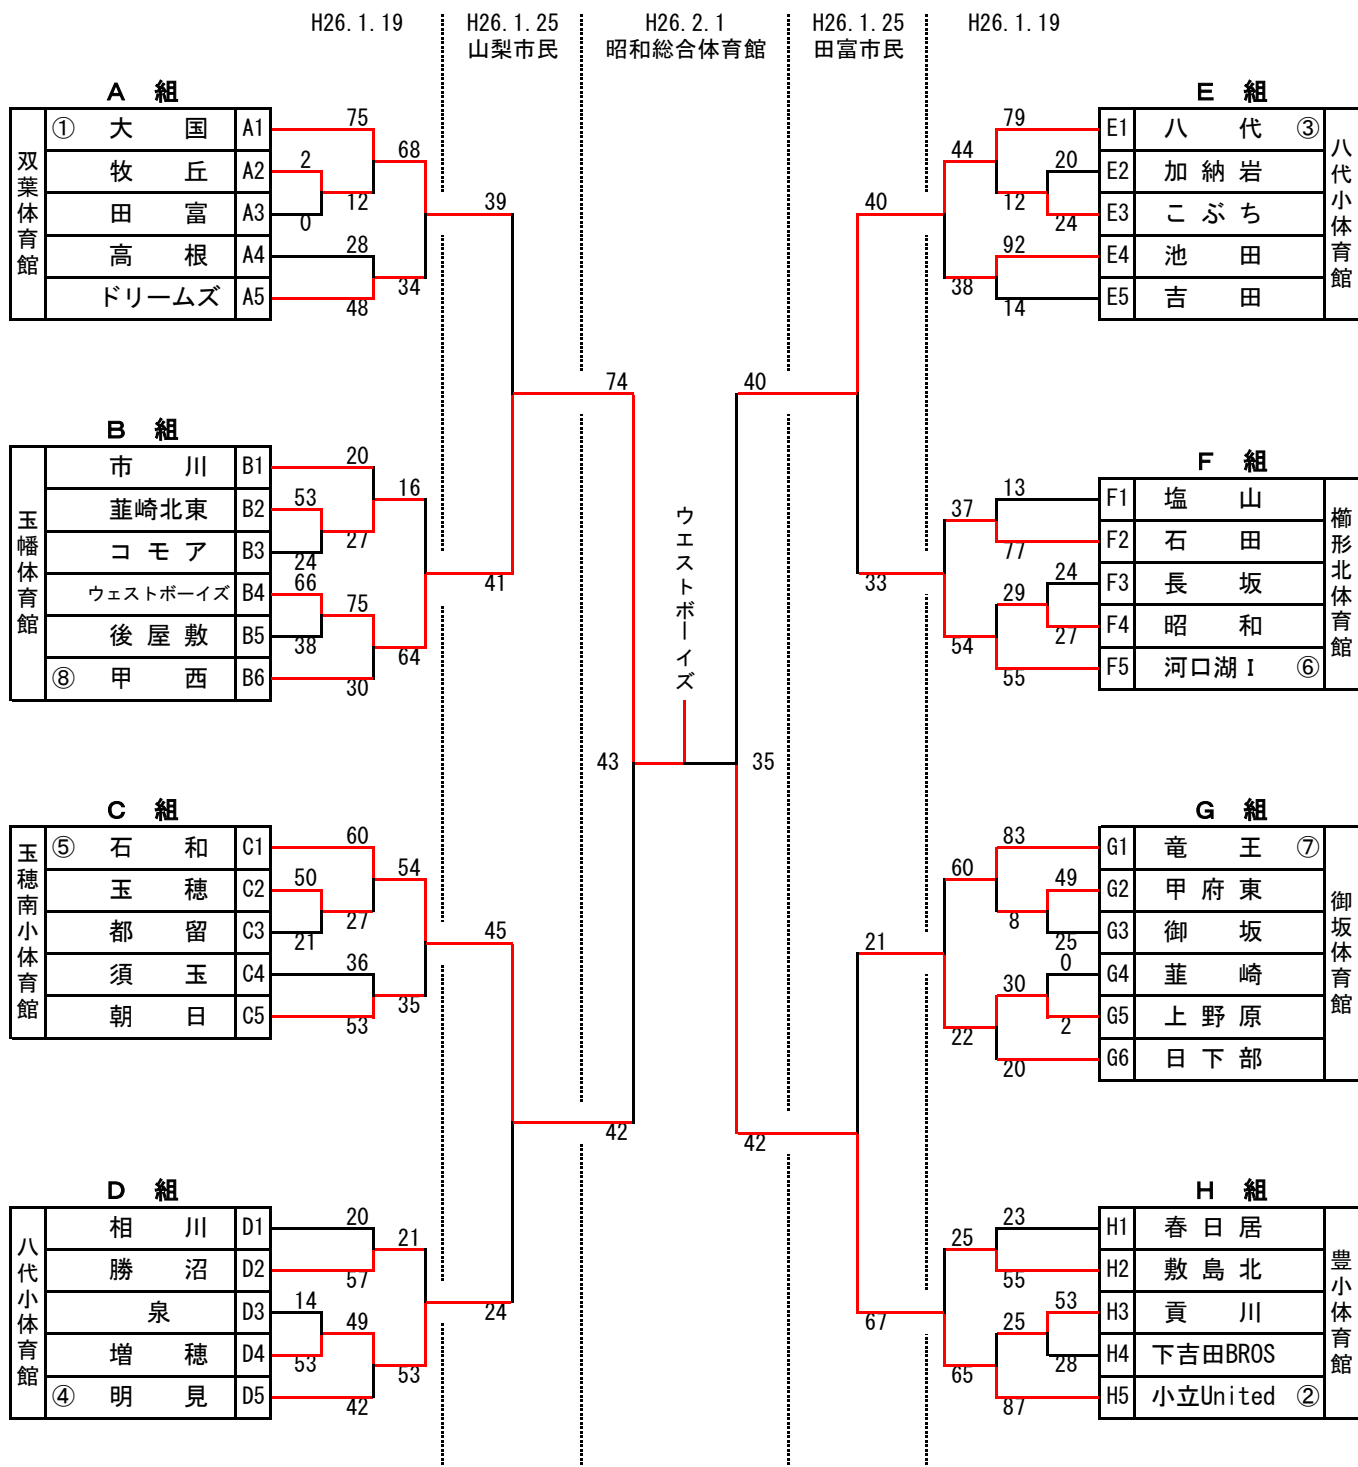 H26.1.19
H26.1.25
H26.2.1
H26.1.25
H26.1.19
山梨市民
昭和総合体育館
田富市民
A 組
双葉体育館
① 大 国 A1
牧 丘 A2
田 富 A3
高 根 A4
ドリームズ A5
75
2
0
12
28
48
68
34
39
B 組
玉幡体育館
市 川 B1
韮崎北東 B2
コモア B3
ウェストボーイズ B4
後屋敷 B5
⑧ 甲 西 B6
20
53
24
27
66
38
75
30
16
64
41
74
C 組
玉穂南小体育館
⑤ 石 和 C1
玉 穂 C2
都 留 C3
須 玉 C4
朝 日 C5
60
50
21
27
36
53
54
35
45
D 組
八代小体育館
相 川 D1
勝 沼 D2
泉 D3
増 穂 D4
④ 明 見 D5
20
57
14
53
49
42
21
53
24
42
ウエストボーイズ
43
35
E 組
E1 八 代 ③
E2 加納岩
E3 こぶち
E4 池 田
E5 吉 田
八代小体育館
79
20
24
12
92
14
44
38
40
40
F 組
F1 塩 山
F2 石 田
F3 長 坂
F4 昭 和
F5 河口湖Ⅰ ⑥
櫛形北体育館
13
77
24
27
29
55
37
54
33
G 組
G1 竜 王 ⑦
G2 甲府東
G3 御 坂
G4 韮 崎
G5 上野原
G6 日下部
御坂体育館
83
49
25
8
0
2
30
20
60
22
21
H 組
H1 春日居
H2 敷島北
H3 貢 川
H4 下吉田BROS
H5 小立United ②
豊小体育館
23
55
53
28
25
87
25
65
67
42